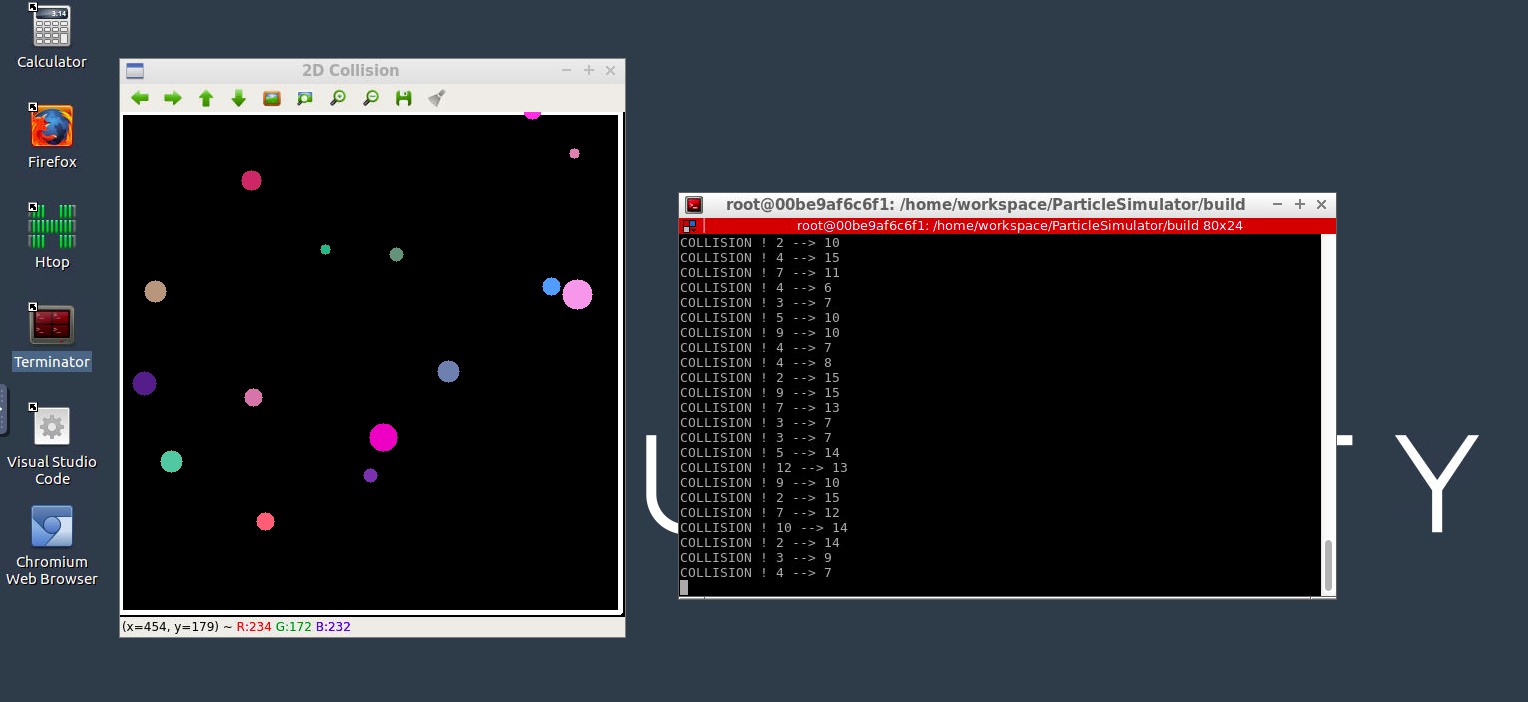 3.14
Calculator
Firefox
Htop
Terminator
Visual Studio
Code
Chromium
Web Browser
2D Collision
(x=454, y=179) ~ R:234 G:172 B:232
root@00be9af6c6f1: /home/workspace/ParticleSimulator/build
root@00be9af6c6f1: /home/workspace/ParticleSimulator/build 80x24
COLLISION ! 2 --> 10
COLLISION ! 4 --> 15
COLLISION ! 7 --> 11
COLLISION ! 4 --> 6
COLLISION ! 3 --> 7
COLLISION ! 5 --> 10
COLLISION ! 9 --> 10
COLLISION ! 4 --> 7
COLLISION ! 4 --> 8
COLLISION ! 2 --> 15
COLLISION ! 9 --> 15
COLLISION ! 7 --> 13
COLLISION ! 3 --> 7
COLLISION ! 3 --> 7
COLLISION ! 5 --> 14
COLLISION ! 12 --> 13
COLLISION ! 9 --> 10
COLLISION ! 2 --> 15
COLLISION ! 7 --> 12
COLLISION ! 10 --> 14
COLLISION ! 2 --> 14
COLLISION ! 3 --> 9
COLLISION ! 4 --> 7